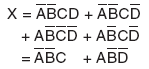 X = A̅B̅CD + A̅B̅CD̅
+ AB̅C̅D̅ + AB̅CD̅
= A̅B̅C + AB̅D̅